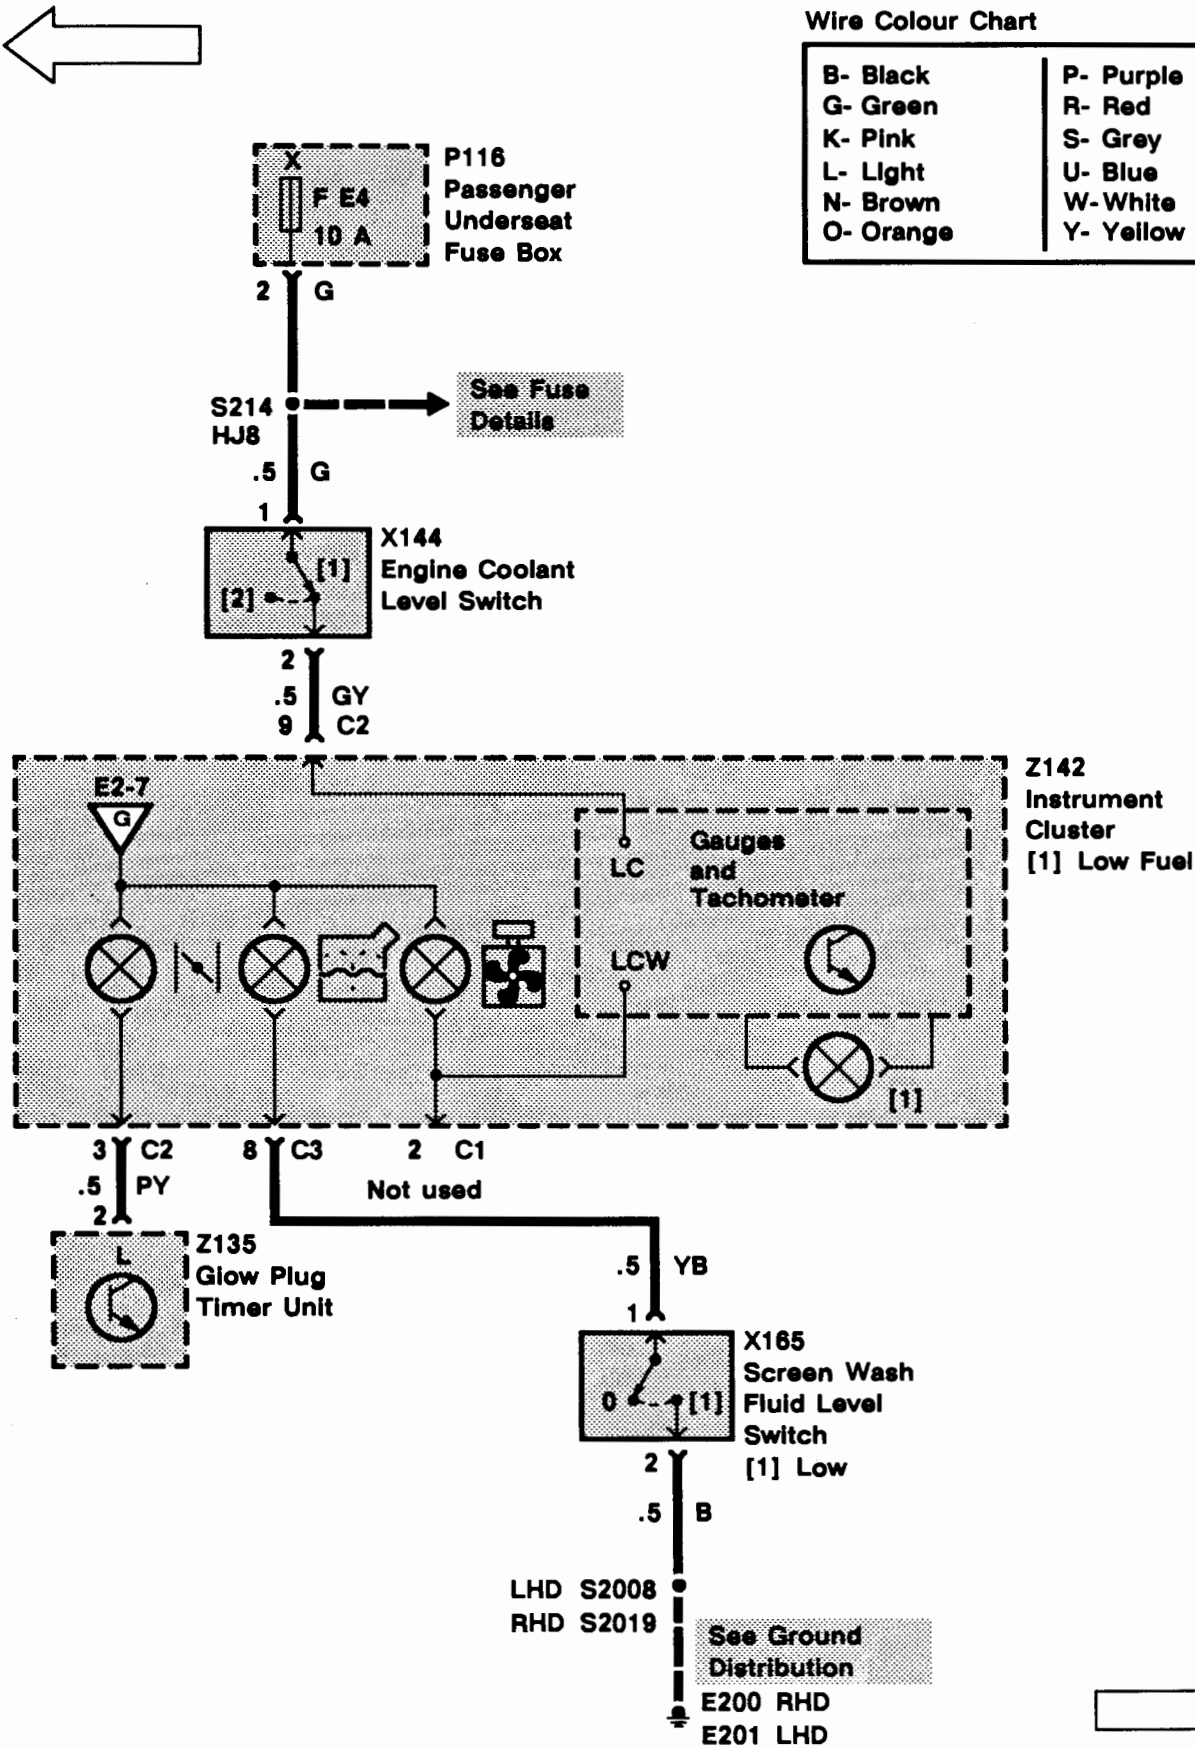 Wire Colour Chart
B- Black
G- Green
K- Pink
L- Light
N- Brown
O- Orange
P- Purple
R- Red
S- Grey
U- Blue
W- White
Y- Yellow
X
F E4
10 A
P116
Passenger
Underseat
Fuse Box
2 G
S214
HJ8
See Fuse
Details
.5 G
1
X144
Engine Coolant
Level Switch
[1]
[2]
2
.5 GY
9 C2
Z142
Instrument
Cluster
[1] Low Fuel
E2-7
G
LC
Gauges
and
Tachometer
LCW
[1]
3 C2
8 C3
2 C1
.5 PY
Not used
2
L
Z135
Glow Plug
Timer Unit
.5 YB
1
X165
Screen Wash
Fluid Level
Switch
[1] Low
0
[1]
2
.5 B
LHD S2008
RHD S2019
See Ground
Distribution
E200 RHD
E201 LHD